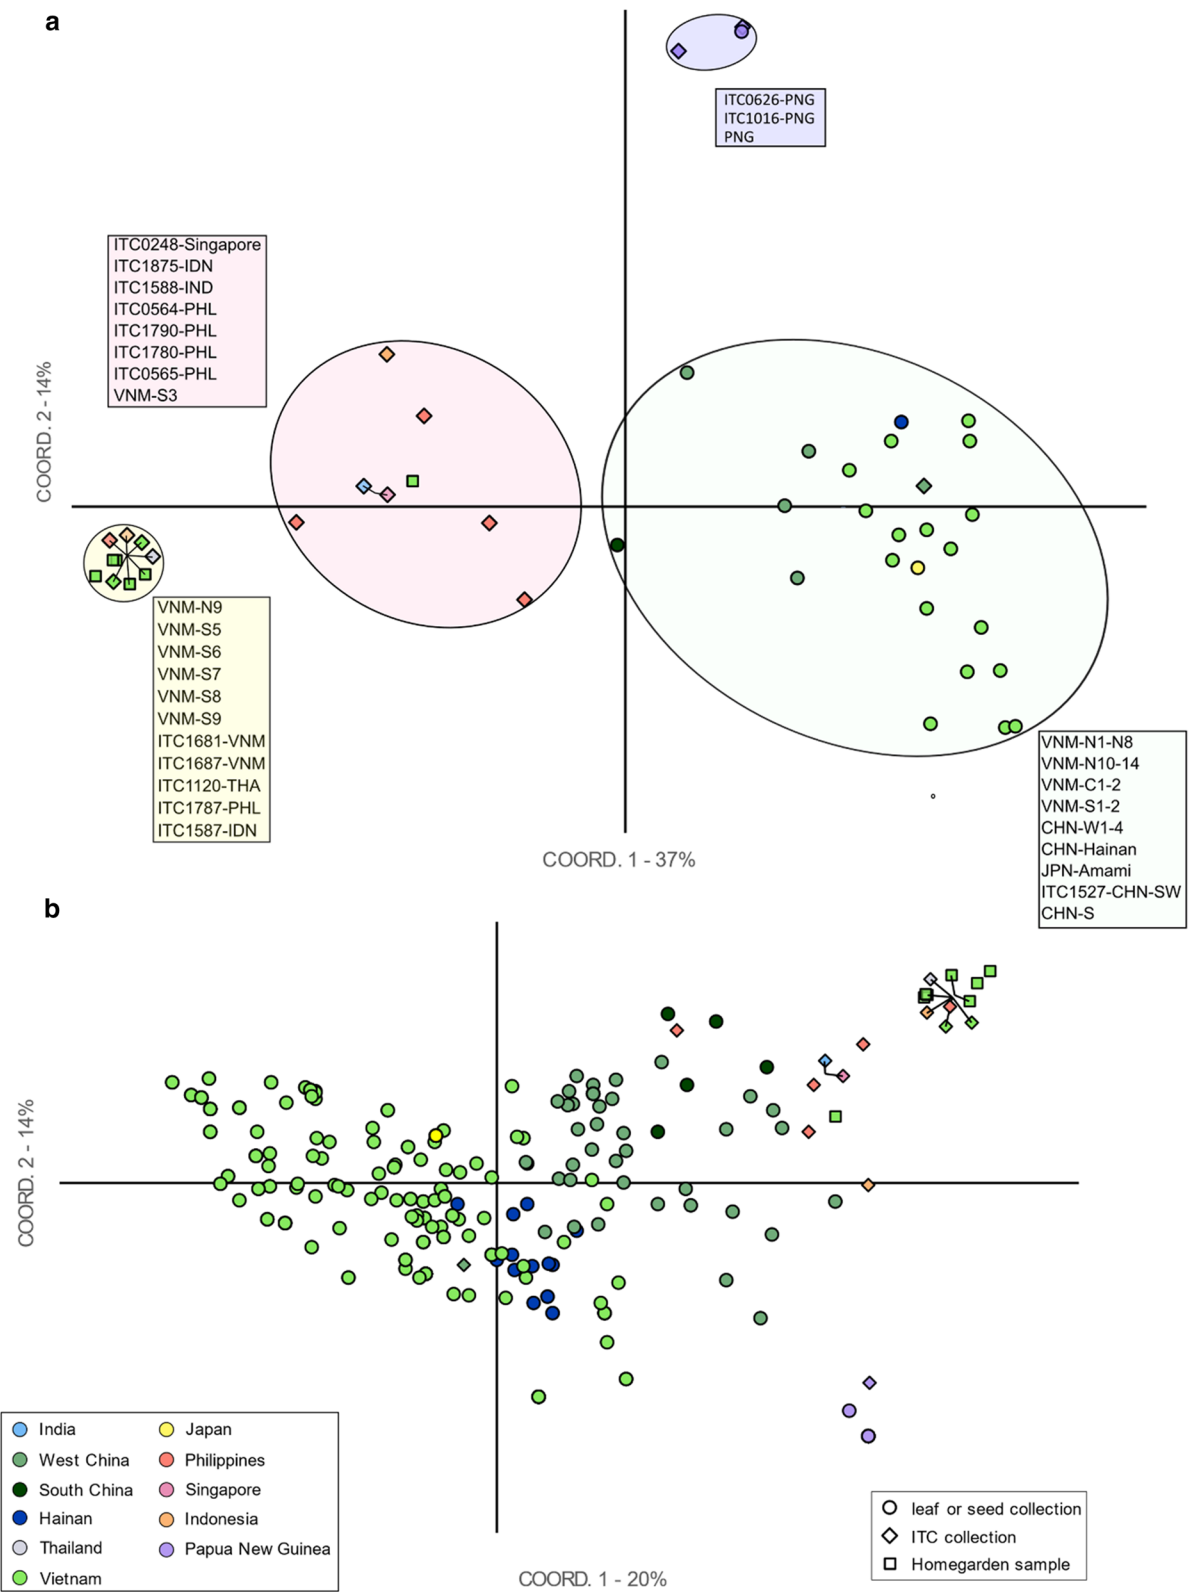 a
ITC0626-PNG
ITC1016-PNG
PNG
ITC0248-Singapore
ITC1875-IDN
ITC1588-IND
ITC0564-PHL
ITC1790-PHL
ITC1780-PHL
ITC0565-PHL
VNM-S3
COORD. 2 - 14%
VNM-N9
VNM-S5
VNM-S6
VNM-S7
VNM-S8
VNM-S9
ITC1681-VNM
ITC1687-VNM
ITC1120-THA
ITC1787-PHL
ITC1587-IDN
VNM-N1-N8
VNM-N10-14
VNM-C1-2
VNM-S1-2
CHN-W1-4
CHN-Hainan
JPN-Amami
ITC1527-CHN-SW
CHN-S
COORD. 1 - 37%
b
COORD. 2 - 14%
India
West China
South China
Hainan
Thailand
Vietnam
Japan
Philippines
Singapore
Indonesia
Papua New Guinea
leaf or seed collection
ITC collection
Homegarden sample
COORD. 1 - 20%